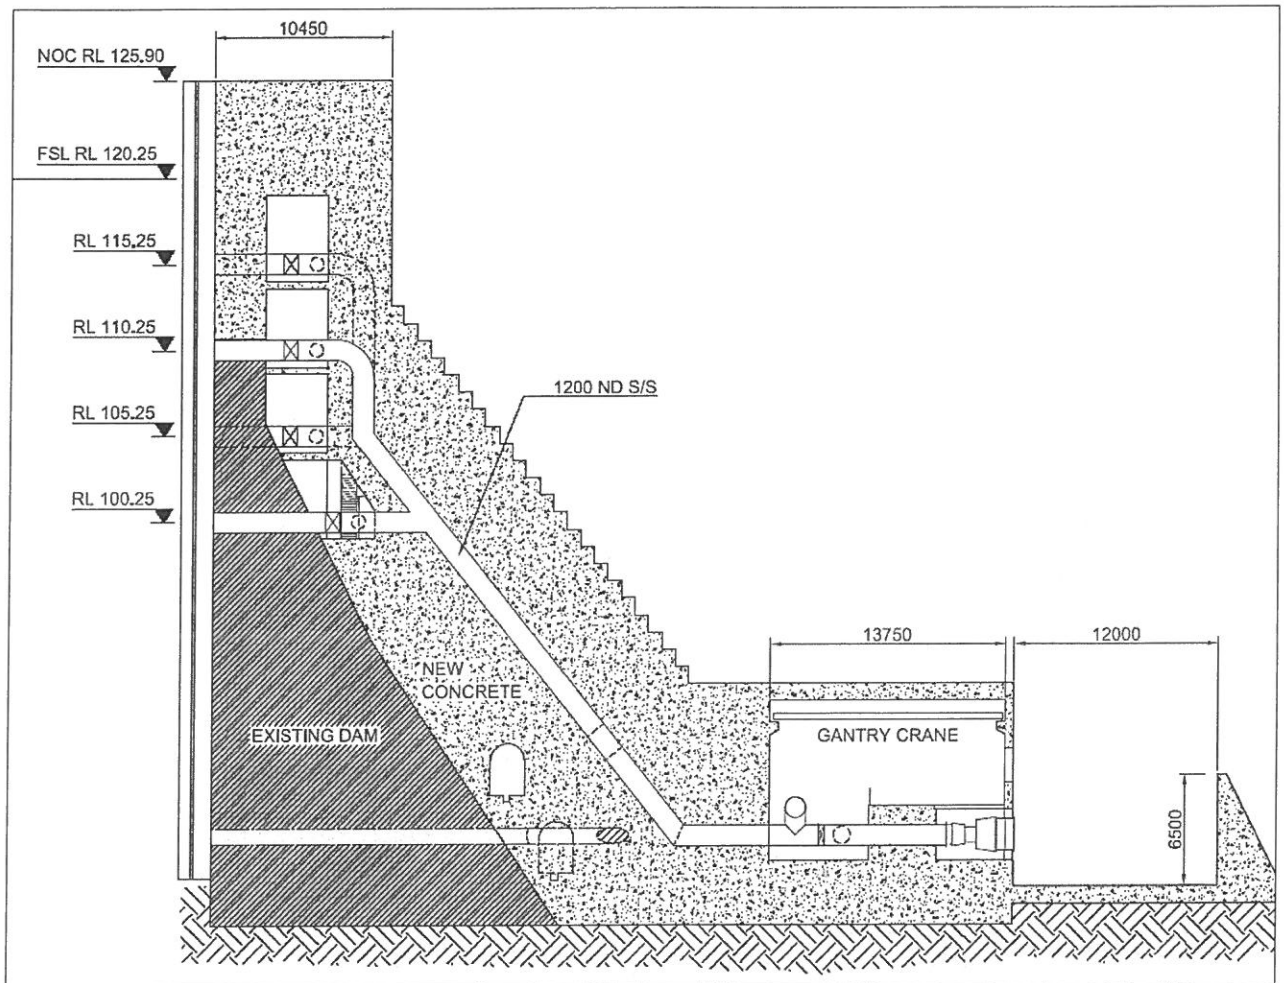 10450
NOC RL 125.90
FSL RL 120.25
RL 115.25
RL 110.25
1200 ND S/S
RL 105.25
RL 100.25
13750
12000
NEW
CONCRETE
EXISTING DAM
GANTRY CRANE
6500